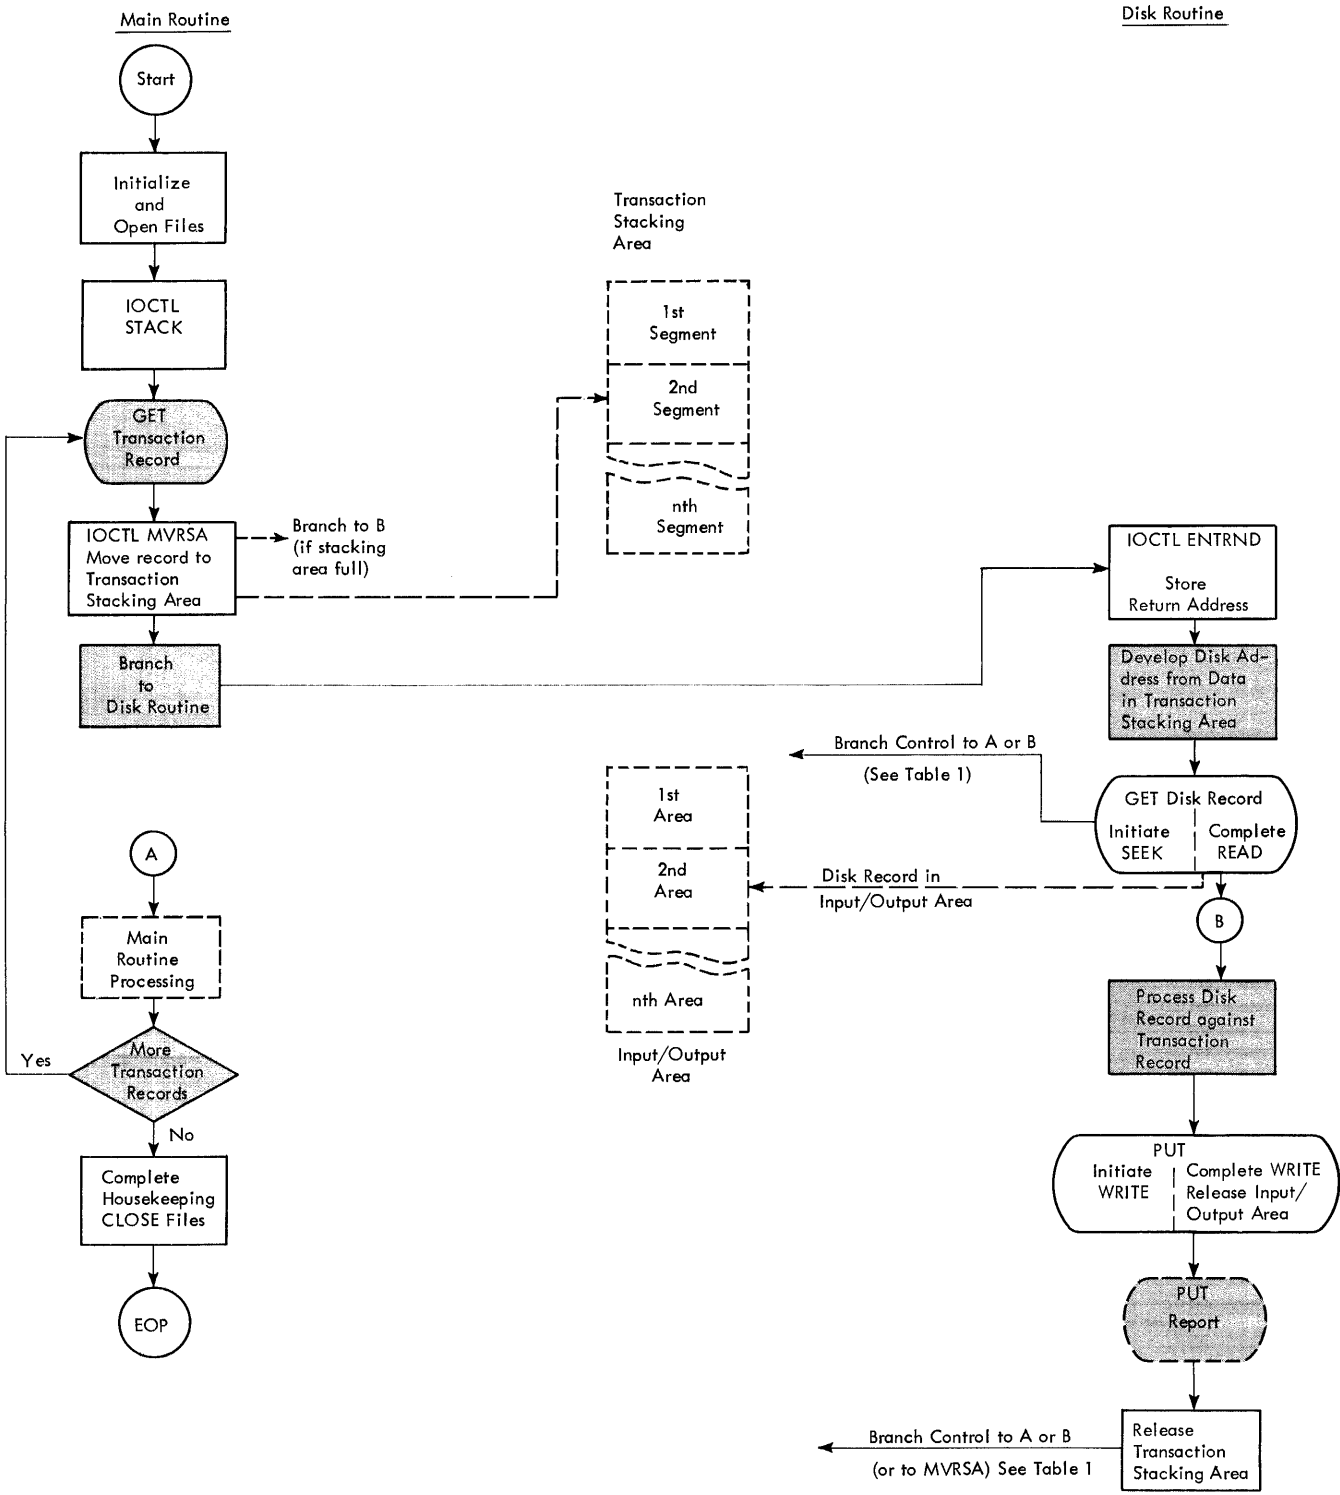 Main Routine
Disk Routine
Start
Initialize
and
Open Files
IOCTL
STACK
GET
Transaction
Record
IOCTL MVRSA
Move record to
Transaction
Stacking Area
Branch to B
(if stacking
area full)
Branch
to
Disk Routine
Transaction
Stacking
Area
1st
Segment
2nd
Segment
nth
Segment
IOCTL ENTRND
Store
Return Address
Develop Disk Ad-
dress from Data
in Transaction
Stacking Area
Branch Control to A or B
(See Table 1)
GET Disk Record
Initiate
SEEK
Complete
READ
Disk Record in
Input/Output Area
1st
Area
2nd
Area
nth Area
Input/Output
Area
B
Process Disk
Record against
Transaction
Record
PUT
Initiate
WRITE
Complete WRITE
Release Input/
Output Area
PUT
Report
Release
Transaction
Stacking Area
Branch Control to A or B
(or to MVRSA) See Table 1
A
Main
Routine
Processing
More
Transaction
Records
Yes
No
Complete
Housekeeping
CLOSE Files
EOP